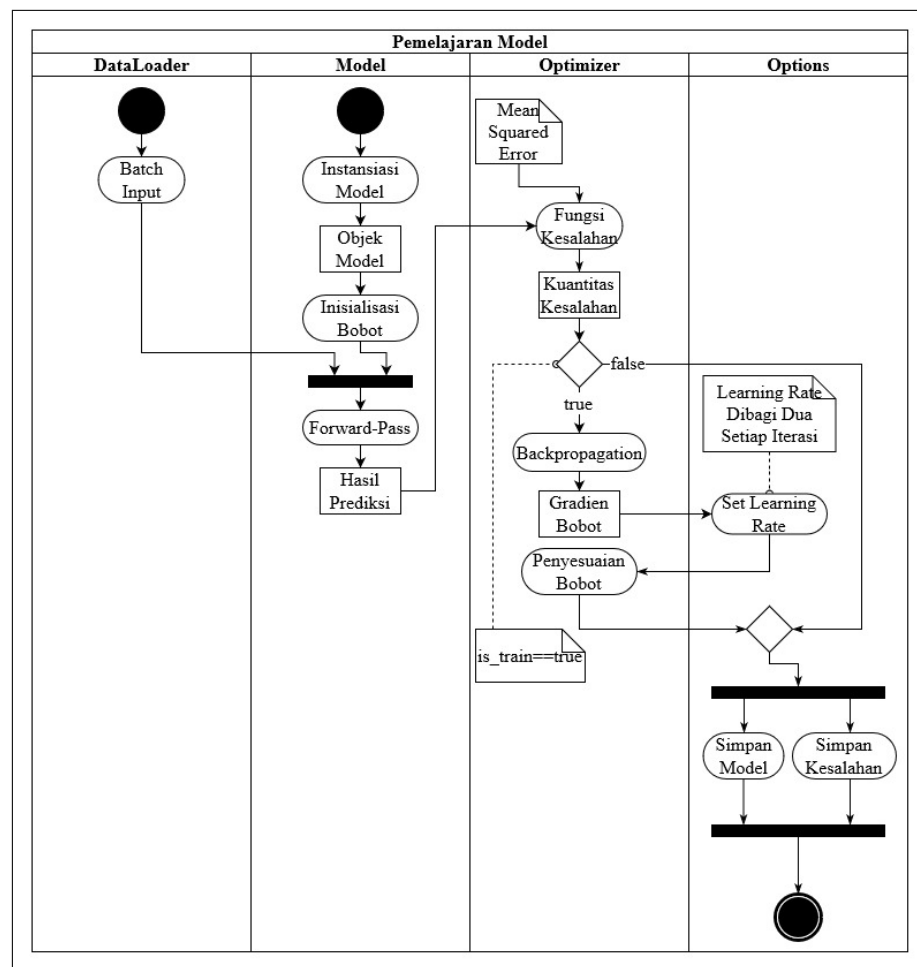 Pemelajaran Model
DataLoader
Model
Optimizer
Options
Batch
Input
Instansiasi
Model
Objek
Model
Inisialisasi
Bobot
Forward-Pass
Hasil
Prediksi
Mean
Squared
Error
Fungsi
Kesalahan
Kuantitas
Kesalahan
false
true
Backpropagation
Gradien
Bobot
Penyesuaian
Bobot
is_train==true
Learning Rate
Dibagi Dua
Setiap Iterasi
Set Learning
Rate
Simpan
Model
Simpan
Kesalahan